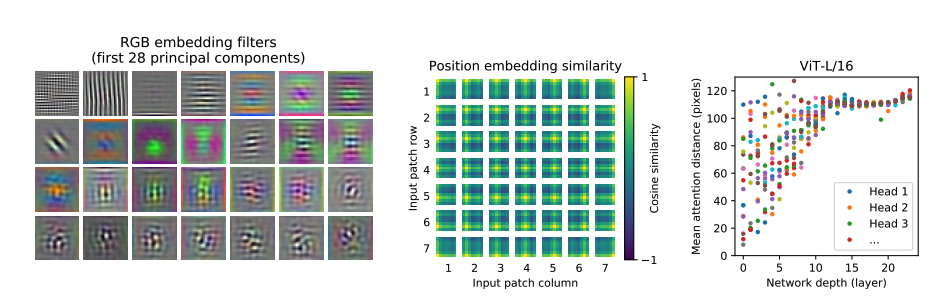 RGB embedding filters
(first 28 principal components)
Position embedding similarity
Input patch row
1
2
3
4
5
6
7
1 2 3 4 5 6 7
Input patch column
1
−1
Cosine similarity
ViT-L/16
Mean attention distance (pixels)
120
100
80
60
40
20
0
Head 1
Head 2
Head 3
...
0 5 10 15 20
Network depth (layer)